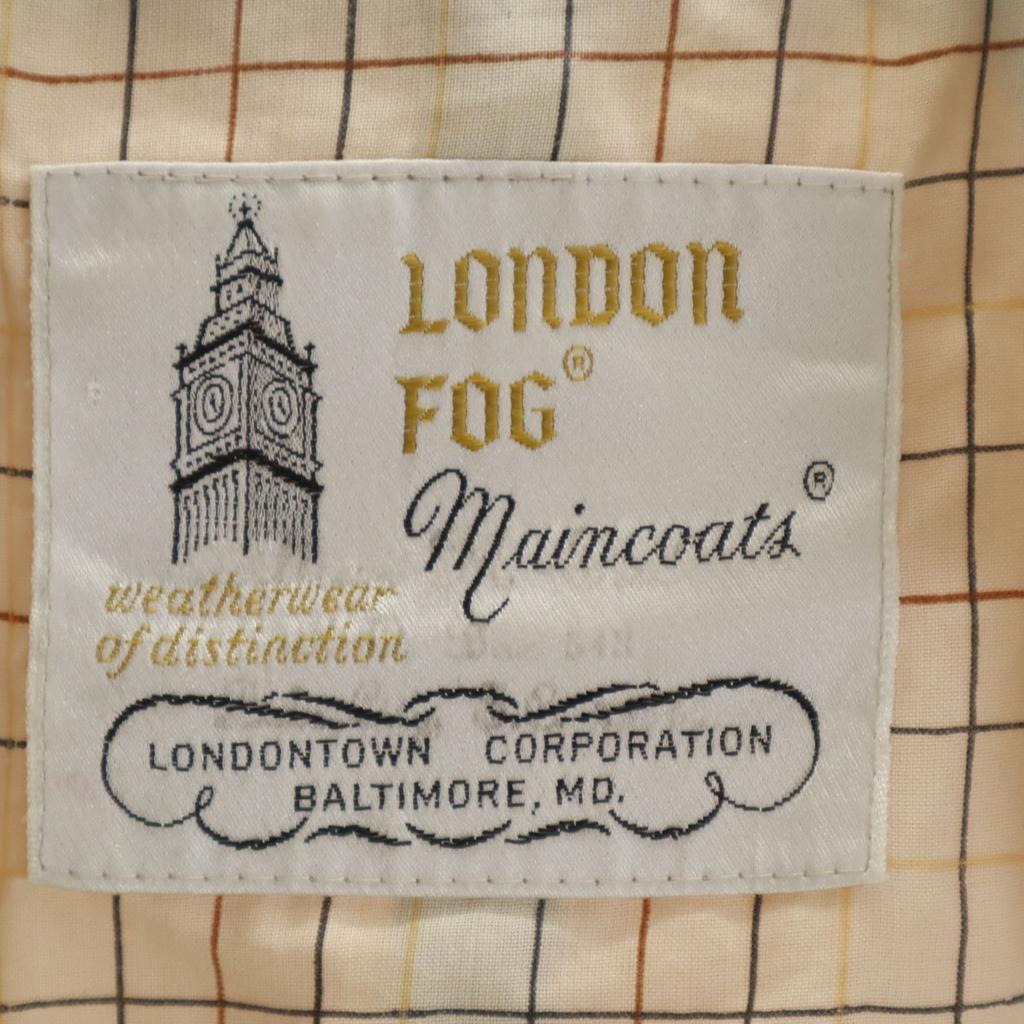 LONDON
FOG®
Maincoats®
weatherwear
of distinction
LONDONTOWN CORPORATION
BALTIMORE, MD.